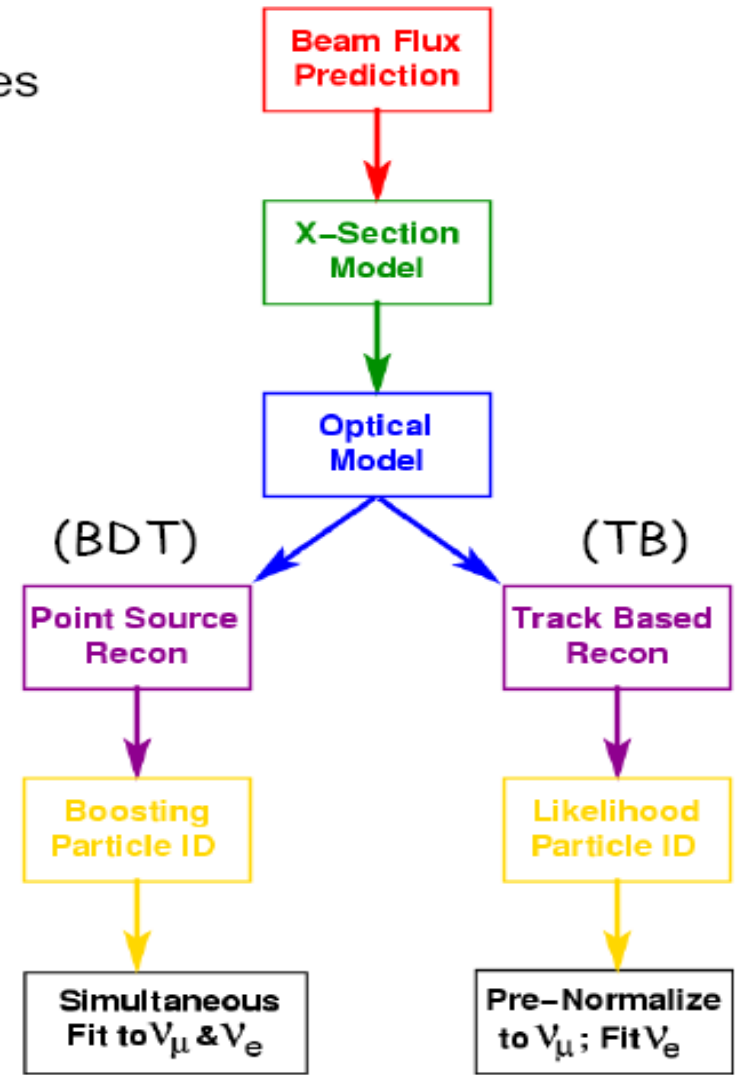 es
Beam Flux
Prediction
X-Section
Model
Optical
Model
(BDT)
(TB)
Point Source
Recon
Track Based
Recon
Boosting
Particle ID
Likelihood
Particle ID
Simultaneous
Fit to νμ & νe
Pre-Normalize
to νμ ; Fit νe